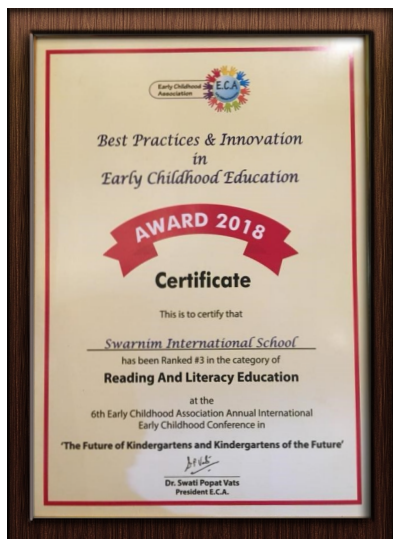 Early Childhood
Association
E.C.A
Best Practices & Innovation
in
Early Childhood Education
AWARD 2018
Certificate
This is to certify that
Swarnim International School
has been Ranked #3 in the category of
Reading And Literacy Education
at the
6th Early Childhood Association Annual International
Early Childhood Conference in
'The Future of Kindergartens and Kindergartens of the Future'
Dr. Swati Popat Vats
President E.C.A.